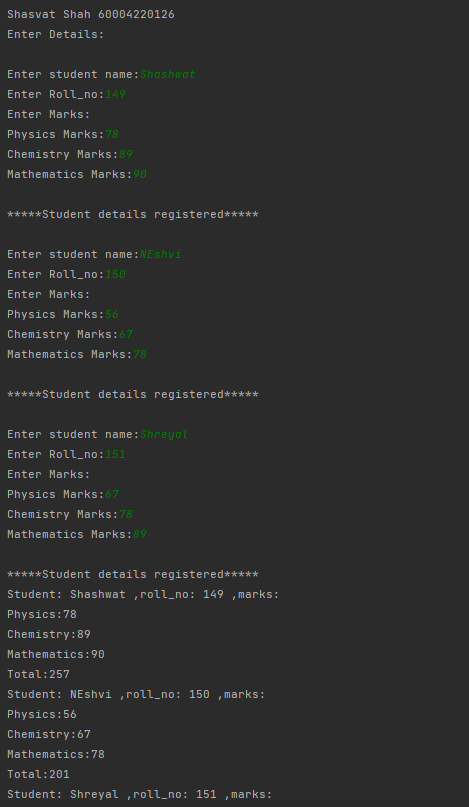 Shasvat Shah 60004220126
Enter Details:
Enter student name:Shashwat
Enter Roll_no:149
Enter Marks:
Physics Marks:78
Chemistry Marks:89
Mathematics Marks:90
*****Student details registered*****
Enter student name:NEshvi
Enter Roll_no:150
Enter Marks:
Physics Marks:56
Chemistry Marks:67
Mathematics Marks:78
*****Student details registered*****
Enter student name:Shreyal
Enter Roll_no:151
Enter Marks:
Physics Marks:67
Chemistry Marks:78
Mathematics Marks:89
*****Student details registered*****
Student: Shashwat ,roll_no: 149 ,marks:
Physics:78
Chemistry:89
Mathematics:90
Total:257
Student: NEshvi ,roll_no: 150 ,marks:
Physics:56
Chemistry:67
Mathematics:78
Total:201
Student: Shreyal ,roll_no: 151 ,marks: